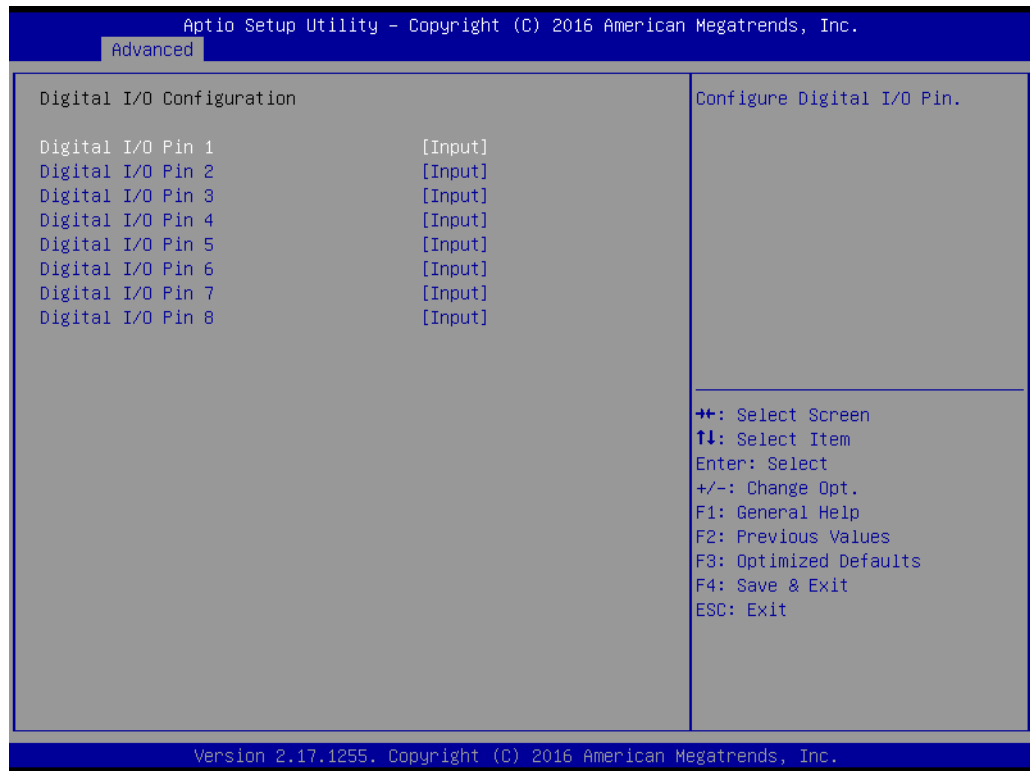 Aptio Setup Utility – Copyright (C) 2016 American Megatrends, Inc.
Advanced
Digital I/O Configuration
Digital I/O Pin 1 [Input]
Digital I/O Pin 2 [Input]
Digital I/O Pin 3 [Input]
Digital I/O Pin 4 [Input]
Digital I/O Pin 5 [Input]
Digital I/O Pin 6 [Input]
Digital I/O Pin 7 [Input]
Digital I/O Pin 8 [Input]
Configure Digital I/O Pin.
→←: Select Screen
↑↓: Select Item
Enter: Select
+/-: Change Opt.
F1: General Help
F2: Previous Values
F3: Optimized Defaults
F4: Save & Exit
ESC: Exit
Version 2.17.1255. Copyright (C) 2016 American Megatrends, Inc.